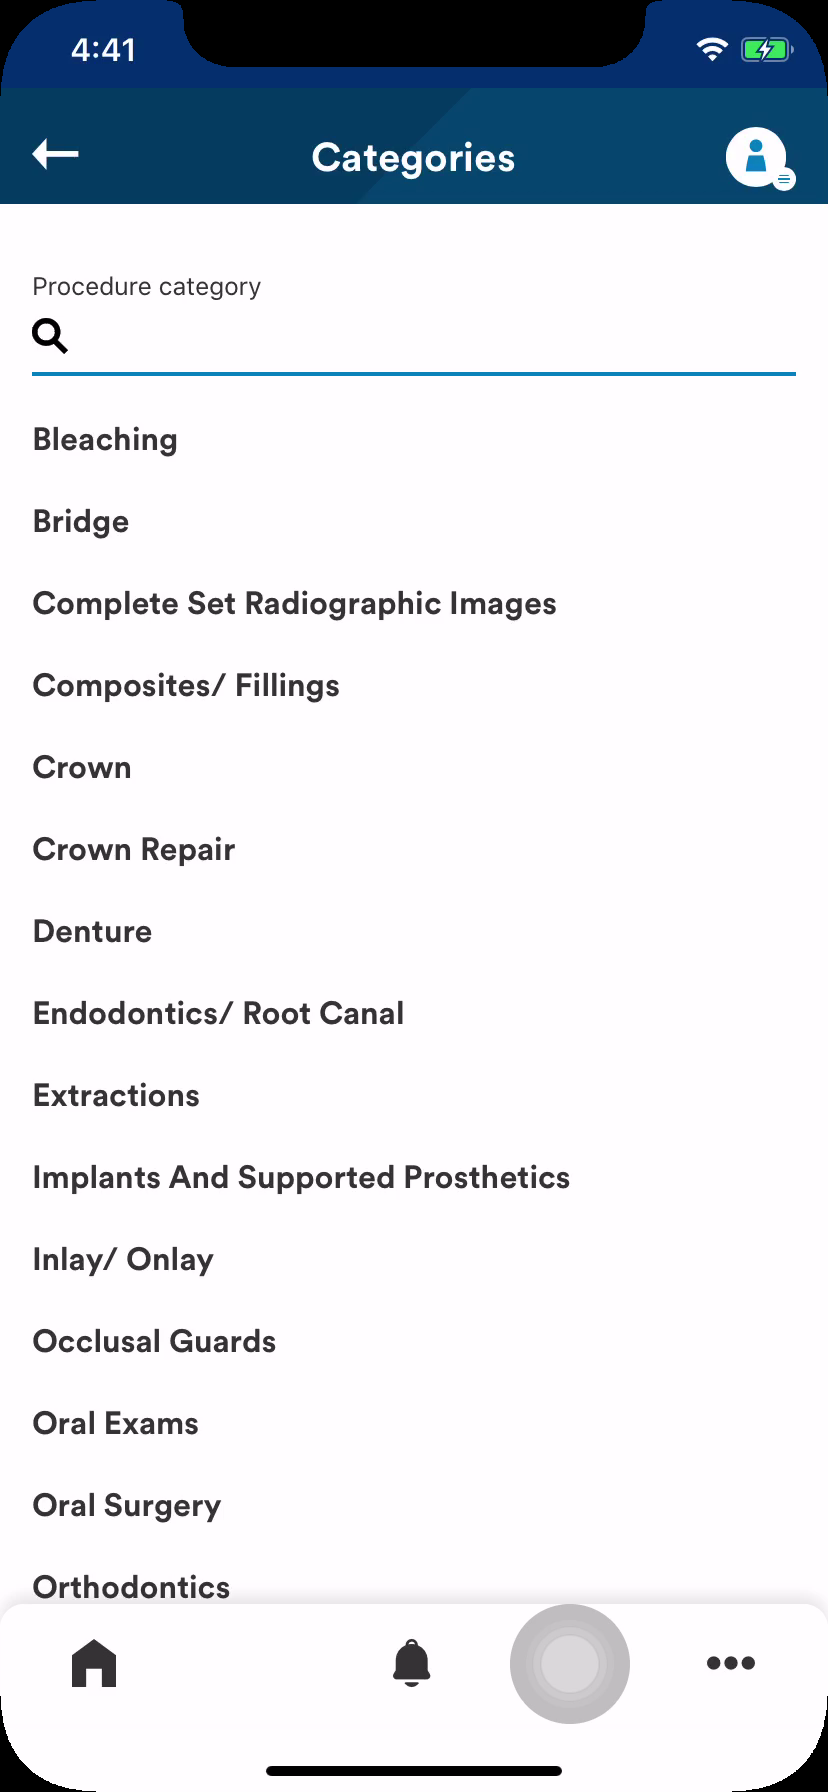 4:41
Categories
Procedure category
Bleaching
Bridge
Complete Set Radiographic Images
Composites/ Fillings
Crown
Crown Repair
Denture
Endodontics/ Root Canal
Extractions
Implants And Supported Prosthetics
Inlay/ Onlay
Occlusal Guards
Oral Exams
Oral Surgery
Orthodontics